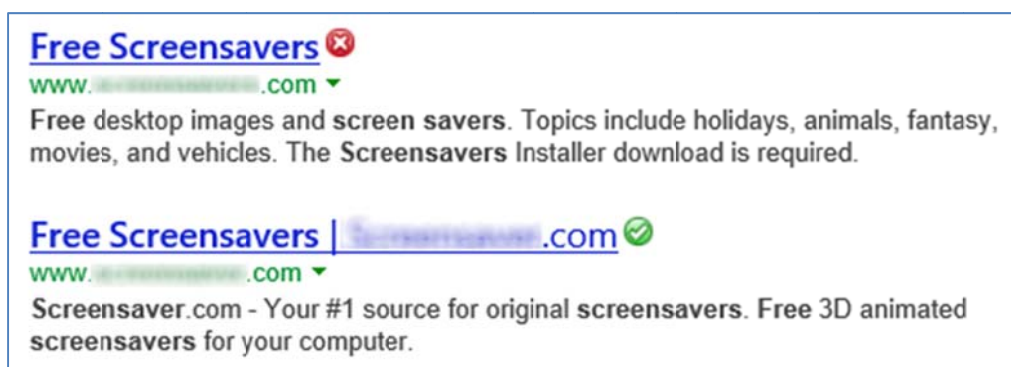 Free Screensavers
www. .com
Free desktop images and screen savers. Topics include holidays, animals, fantasy,
movies, and vehicles. The Screensavers Installer download is required.
Free Screensavers | .com
www. .com
Screensaver.com - Your #1 source for original screensavers. Free 3D animated
screensavers for your computer.